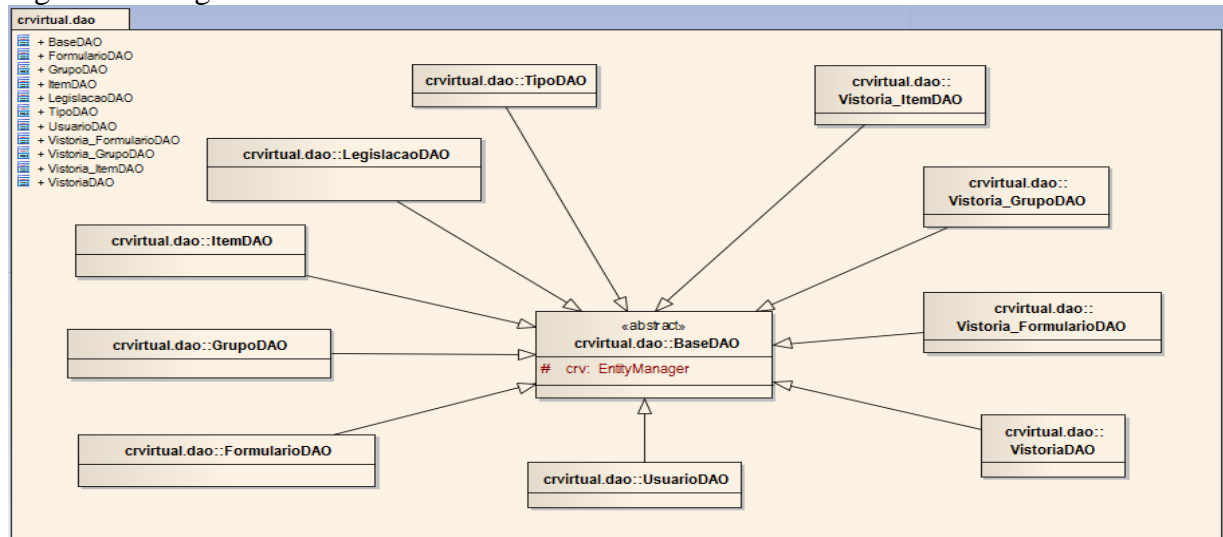 crvirtual.dao
+ BaseDAO
+ FormularioDAO
+ GrupoDAO
+ ItemDAO
+ LegislacaoDAO
+ TipoDAO
+ UsuarioDAO
+ Vistoria_FormularioDAO
+ Vistoria_GrupoDAO
+ Vistoria_ItemDAO
+ VistoriaDAO
crvirtual.dao::TipoDAO
crvirtual.dao::
Vistoria_ItemDAO
crvirtual.dao::LegislacaoDAO
crvirtual.dao::
Vistoria_GrupoDAO
crvirtual.dao::ItemDAO
crvirtual.dao::
Vistoria_FormularioDAO
«abstract»
crvirtual.dao::BaseDAO
# crv: EntityManager
crvirtual.dao::GrupoDAO
crvirtual.dao::
VistoriaDAO
crvirtual.dao::FormularioDAO
crvirtual.dao::UsuarioDAO